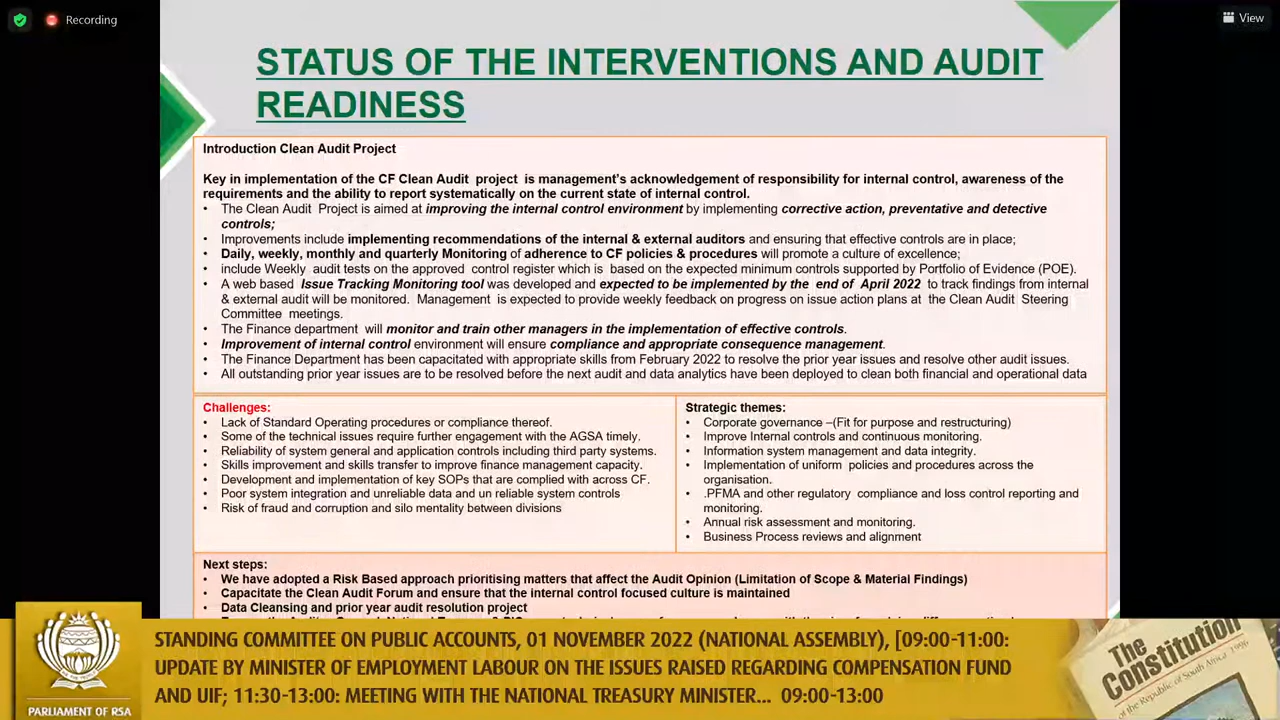 Recording
View
STATUS OF THE INTERVENTIONS AND AUDIT
READINESS
Introduction Clean Audit Project
Key in implementation of the CF Clean Audit project is management's acknowledgement of responsibility for internal control, awareness of the
requirements and the ability to report systematically on the current state of internal control.
• The Clean Audit Project is aimed at improving the internal control environment by implementing corrective action, preventative and detective
controls;
• Improvements include implementing recommendations of the internal & external auditors and ensuring that effective controls are in place;
• Daily, weekly, monthly and quarterly Monitoring of adherence to CF policies & procedures will promote a culture of excellence;
• include Weekly audit tests on the approved control register which is based on the expected minimum controls supported by Portfolio of Evidence (POE).
• A web based Issue Tracking Monitoring tool was developed and expected to be implemented by the end of April 2022 to track findings from internal
& external audit will be monitored. Management is expected to provide weekly feedback on progress on issue action plans at the Clean Audit Steering
Committee meetings.
• The Finance department will monitor and train other managers in the implementation of effective controls.
• Improvement of internal control environment will ensure compliance and appropriate consequence management.
• The Finance Department has been capacitated with appropriate skills from February 2022 to resolve the prior year issues and resolve other audit issues.
• All outstanding prior year issues are to be resolved before the next audit and data analytics have been deployed to clean both financial and operational data
Challenges:
• Lack of Standard Operating procedures or compliance thereof.
• Some of the technical issues require further engagement with the AGSA timely.
• Reliability of system general and application controls including third party systems.
• Skills improvement and skills transfer to improve finance management capacity.
• Development and implementation of key SOPs that are complied with across CF.
• Poor system integration and unreliable data and un reliable system controls
• Risk of fraud and corruption and silo mentality between divisions
Strategic themes:
• Corporate governance –(Fit for purpose and restructuring)
• Improve Internal controls and continuous monitoring.
• Information system management and data integrity.
• Implementation of uniform policies and procedures across the
organisation.
• .PFMA and other regulatory compliance and loss control reporting and
monitoring.
• Annual risk assessment and monitoring.
• Business Process reviews and alignment
Next steps:
• We have adopted a Risk Based approach prioritising matters that affect the Audit Opinion (Limitation of Scope & Material Findings)
• Capacitate the Clean Audit Forum and ensure that the internal control focused culture is maintained
• Data Cleansing and prior year audit resolution project
STANDING COMMITTEE ON PUBLIC ACCOUNTS, 01 NOVEMBER 2022 (NATIONAL ASSEMBLY), [09:00-11:00:
UPDATE BY MINISTER OF EMPLOYMENT LABOUR ON THE ISSUES RAISED REGARDING COMPENSATION FUND
AND UIF; 11:30-13:00: MEETING WITH THE NATIONAL TREASURY MINISTER... 09:00-13:00
PARLIAMENT OF RSA
The
Constitution
of the Republic of South Africa 1996